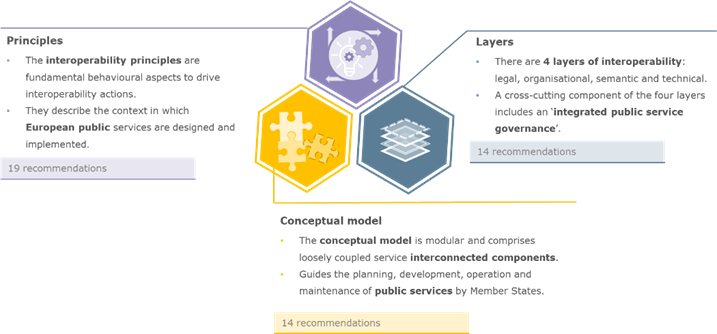 Principles
• The interoperability principles are
fundamental behavioural aspects to drive
interoperability actions.
• They describe the context in which
European public services are designed and
implemented.
19 recommendations
Layers
• There are 4 layers of interoperability:
legal, organisational, semantic and technical.
• A cross-cutting component of the four layers
includes an ‘integrated public service
governance’.
14 recommendations
Conceptual model
• The conceptual model is modular and comprises
loosely coupled service interconnected components.
• Guides the planning, development, operation and
maintenance of public services by Member States.
14 recommendations